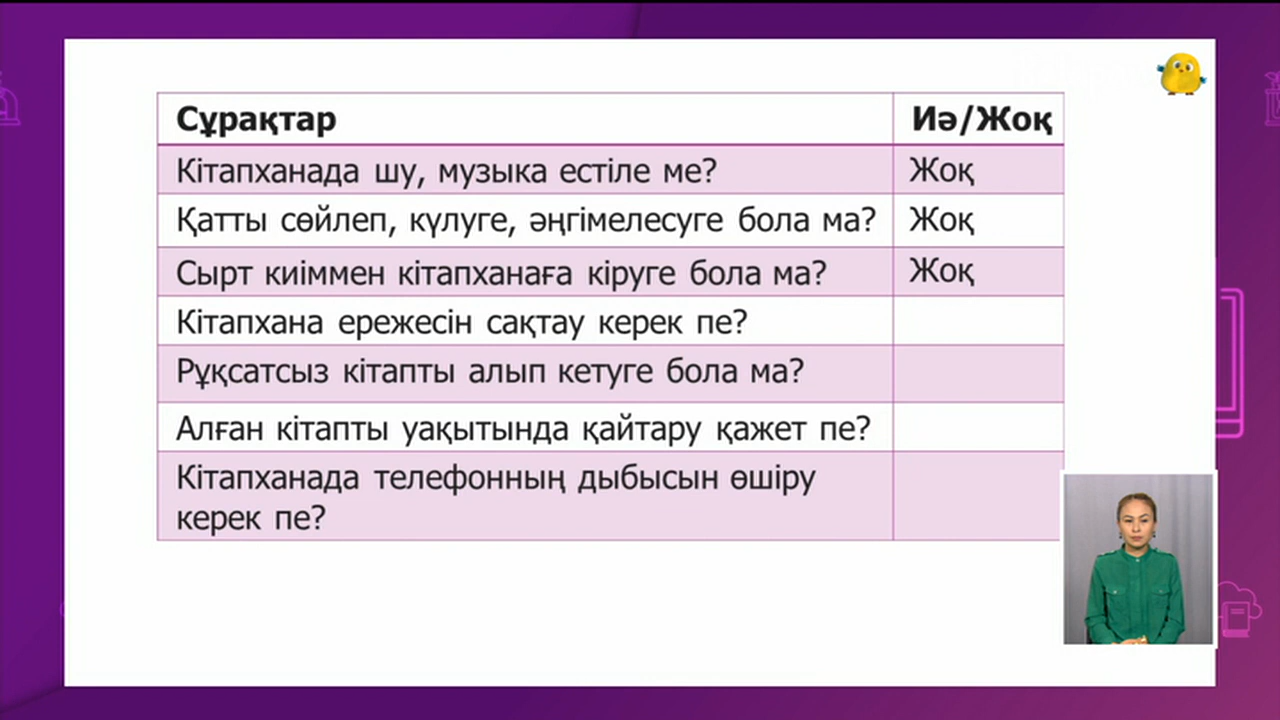 Сұрақтар Иә/Жоқ
Кітапханада шу, музыка естіле ме? Жоқ
Қатты сөйлеп, күлуге, әңгімелесуге бола ма? Жоқ
Сырт киіммен кітапханаға кіруге бола ма? Жоқ
Кітапхана ережесін сақтау керек пе?
Рұқсатсыз кітапты алып кетуге бола ма?
Алған кітапты уақытында қайтару қажет пе?
Кітапханада телефонның дыбысын өшіру
керек пе?